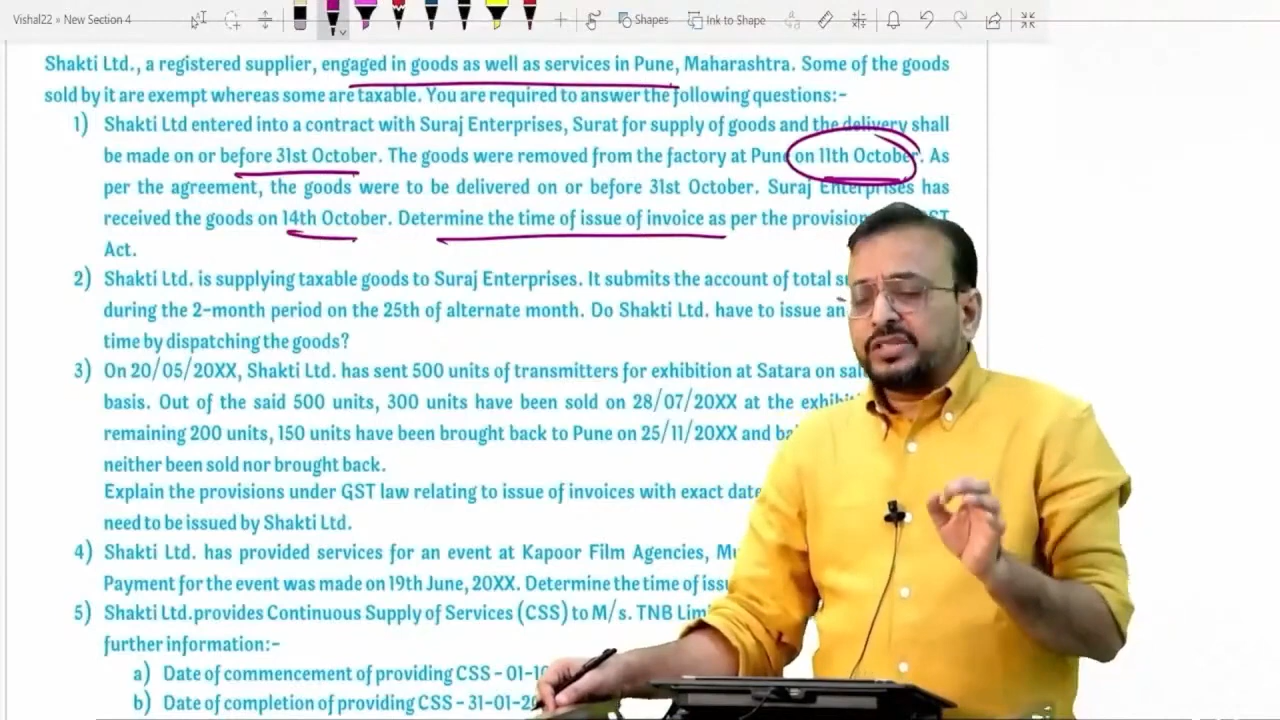 Vishal22 » New Section 4
Shapes
Ink to Shape
Shakti Ltd., a registered supplier, engaged in goods as well as services in Pune, Maharashtra. Some of the goods
sold by it are exempt whereas some are taxable. You are required to answer the following questions:-
1) Shakti Ltd entered into a contract with Suraj Enterprises, Surat for supply of goods and the delivery shall
be made on or before 31st October. The goods were removed from the factory at Pune on 11th October. As
per the agreement, the goods were to be delivered on or before 31st October. Suraj Enterprises has
received the goods on 14th October. Determine the time of issue of invoice as per the provision
Act.
2) Shakti Ltd. is supplying taxable goods to Suraj Enterprises. It submits the account of total
during the 2-month period on the 25th of alternate month. Do Shakti Ltd. have to issue an
time by dispatching the goods?
3) On 20/05/20XX, Shakti Ltd. has sent 500 units of transmitters for exhibition at Satara on
basis. Out of the said 500 units, 300 units have been sold on 28/07/20XX at the
remaining 200 units, 150 units have been brought back to Pune on 25/11/20XX and
neither been sold nor brought back.
Explain the provisions under GST law relating to issue of invoices with exact
need to be issued by Shakti Ltd.
4) Shakti Ltd. has provided services for an event at Kapoor Film Agencies,
Payment for the event was made on 19th June, 20XX. Determine the time of
5) Shakti Ltd.provides Continuous Supply of Services (CSS) to M/s. TNB
further information:-
a) Date of commencement of providing CSS -
b) Date of completion of providing CSS -